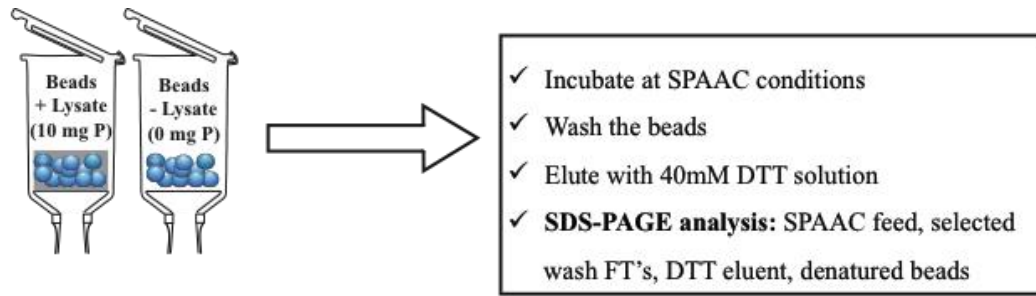 Beads
+ Lysate
(10 mg P)
Beads
- Lysate
(0 mg P)
✓ Incubate at SPAAC conditions
✓ Wash the beads
✓ Elute with 40mM DTT solution
✓ SDS-PAGE analysis: SPAAC feed, selected
wash FT's, DTT eluent, denatured beads